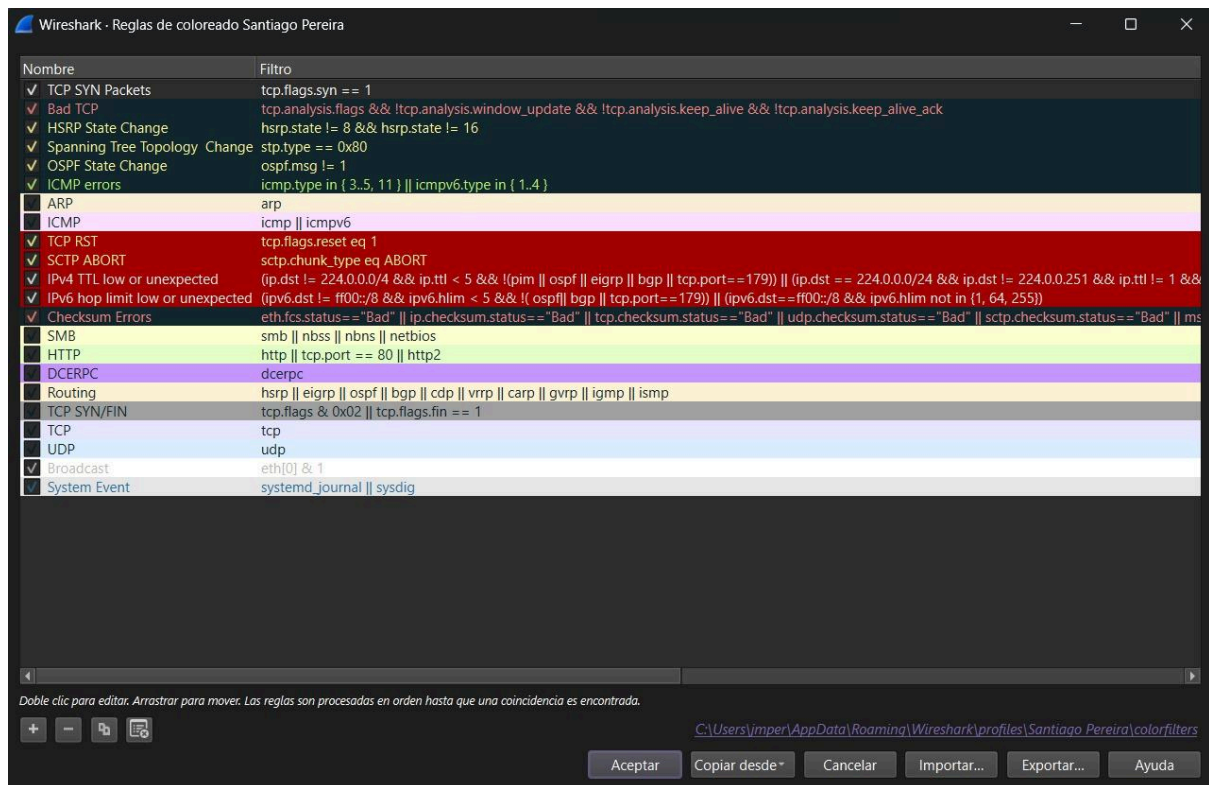 Wireshark · Reglas de coloreado Santiago Pereira
Nombre Filtro
TCP SYN Packets tcp.flags.syn == 1
Bad TCP tcp.analysis.flags && !tcp.analysis.window_update && !tcp.analysis.keep_alive && !tcp.analysis.keep_alive_ack
HSRP State Change hsrp.state != 8 && hsrp.state != 16
Spanning Tree Topology Change stp.type == 0x80
OSPF State Change ospf.msg != 1
ICMP errors icmp.type in { 3..5, 11 } || icmpv6.type in { 1..4 }
ARP arp
ICMP icmp || icmpv6
TCP RST tcp.flags.reset eq 1
SCTP ABORT sctp.chunk_type eq ABORT
IPv4 TTL low or unexpected (ip.dst != 224.0.0.0/4 && ip.ttl < 5 && !(pim || ospf || eigrp || bgp || tcp.port==179)) || (ip.dst == 224.0.0.0/24 && ip.dst != 224.0.0.251 && ip.ttl != 1 &&
IPv6 hop limit low or unexpected (ipv6.dst != ff00::/8 && ipv6.hlim < 5 && !( ospf|| bgp || tcp.port==179)) || (ipv6.dst==ff00::/8 && ipv6.hlim not in {1, 64, 255})
Checksum Errors eth.fcs.status=="Bad" || ip.checksum.status=="Bad" || tcp.checksum.status=="Bad" || udp.checksum.status=="Bad" || sctp.checksum.status=="Bad" || ms
SMB smb || nbss || nbns || netbios
HTTP http || tcp.port == 80 || http2
DCERPC dcerpc
Routing hsrp || eigrp || ospf || bgp || cdp || vrrp || carp || gvrp || igmp || ismp
TCP SYN/FIN tcp.flags & 0x02 || tcp.flags.fin == 1
TCP tcp
UDP udp
Broadcast eth[0] & 1
System Event systemd_journal || sysdig
Doble clic para editar. Arrastrar para mover. Las reglas son procesadas en orden hasta que una coincidencia es encontrada.
C:\Users\jmper\AppData\Roaming\Wireshark\profiles\Santiago Pereira\colorfilters
Aceptar Copiar desde Cancelar Importar... Exportar... Ayuda